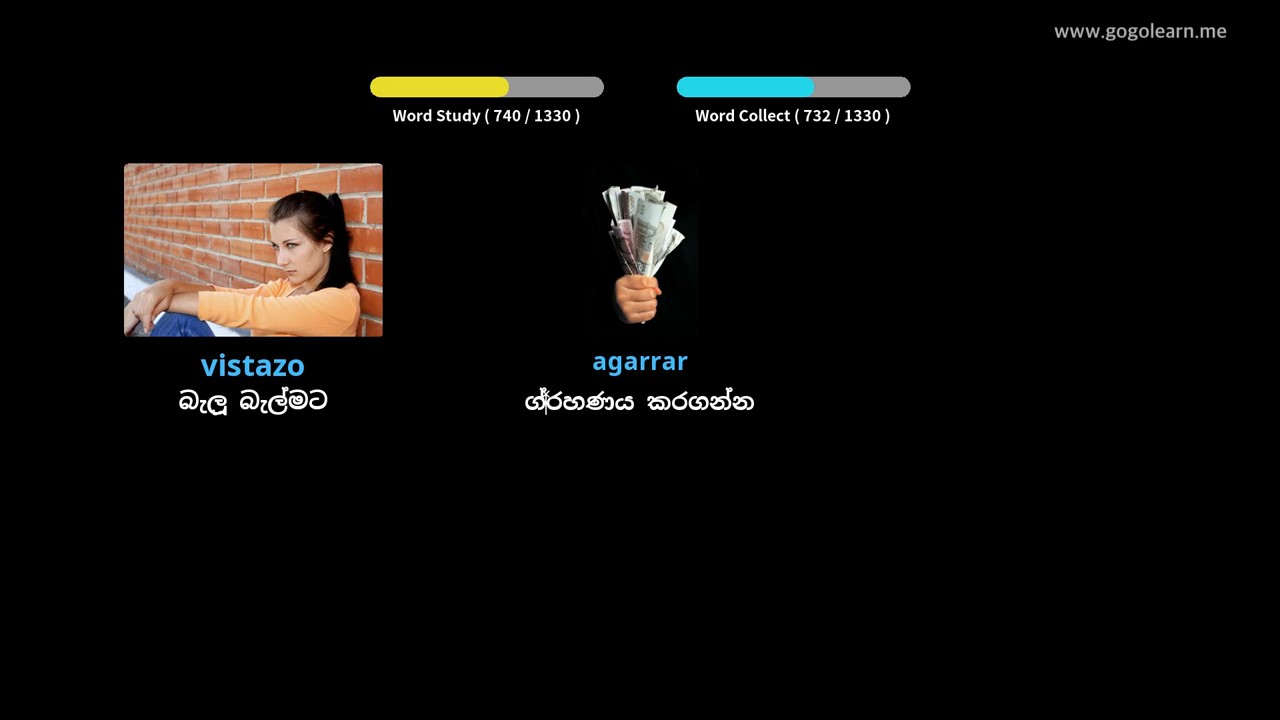 www.gogolearn.me
Word Study ( 740 / 1330 )
Word Collect ( 732 / 1330 )
vistazo
බැලූ බැල්මට
agarrar
ග්රහණය කරගන්න